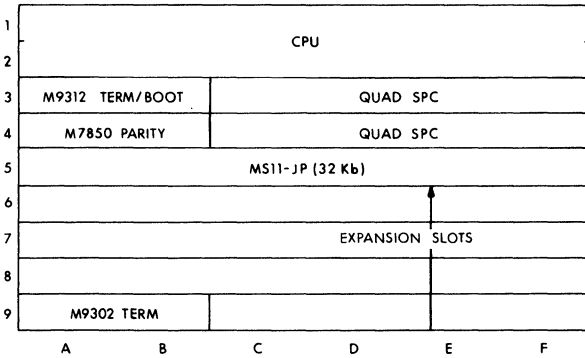 1
CPU
2
3 M9312 TERM/BOOT QUAD SPC
4 M7850 PARITY QUAD SPC
5 MS11-JP (32 Kb)
6
7 EXPANSION SLOTS
8
9 M9302 TERM
A B C D E F